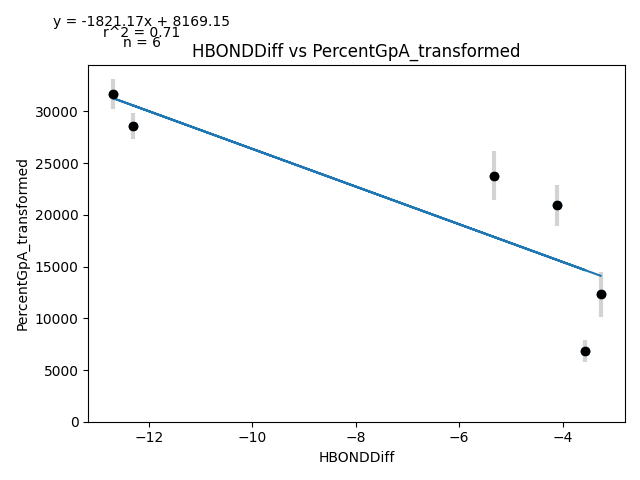 y = -1821.17x + 8169.15
r^2 = 0.71
n = 6
HBONDDiff vs PercentGpA_transformed
PercentGpA_transformed
30000
25000
20000
15000
10000
5000
0
−12
−10
−8
−6
−4
HBONDDiff